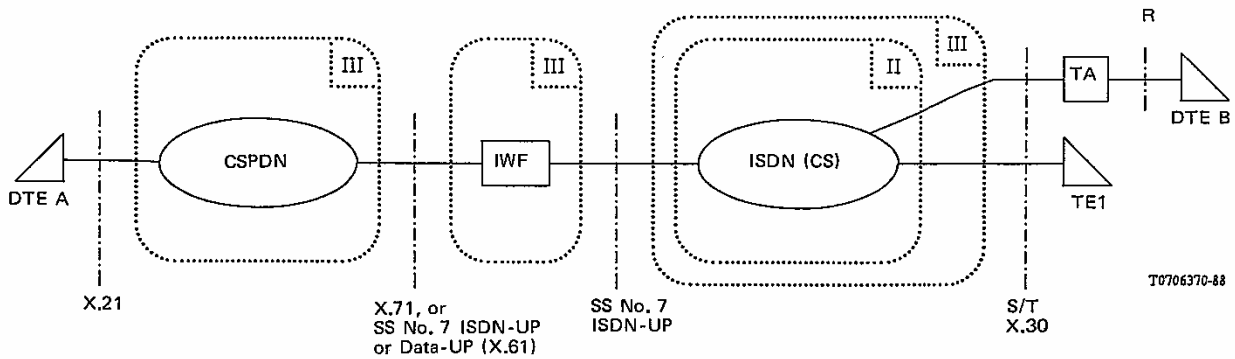 R
III
III
III
II
TA
DTE B
CSPDN
IWF
ISDN (CS)
DTE A
TE1
T0706370-88
X.21
X.71, or
SS No. 7 ISDN-UP
or Data-UP (X.61)
SS No. 7
ISDN-UP
S/T
X.30